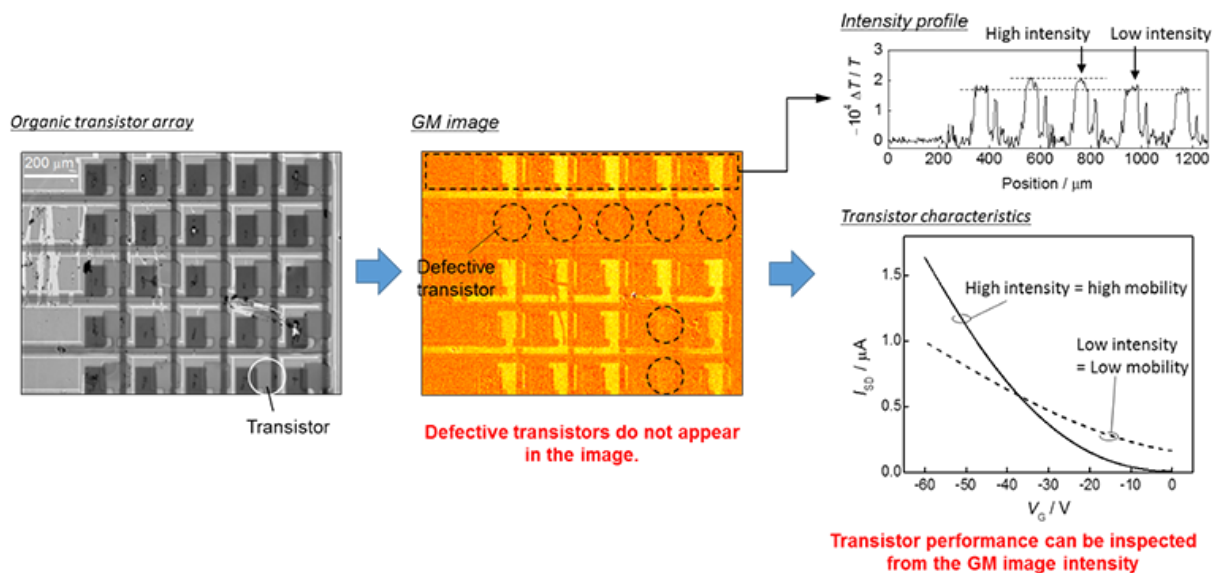 Organic transistor array
200 μm
Transistor
GM image
Defective
transistor
Defective transistors do not appear
in the image.
Intensity profile
High intensity
Low intensity
−10⁴ ΔT / T
3
2
1
0
0 200 400 600 800 1000 1200
Position / μm
Transistor characteristics
High intensity = high mobility
Low intensity
= Low mobility
I_SD / μA
1.5
1.0
0.5
0.0
-60 -50 -40 -30 -20 -10 0
V_G / V
Transistor performance can be inspected
from the GM image intensity